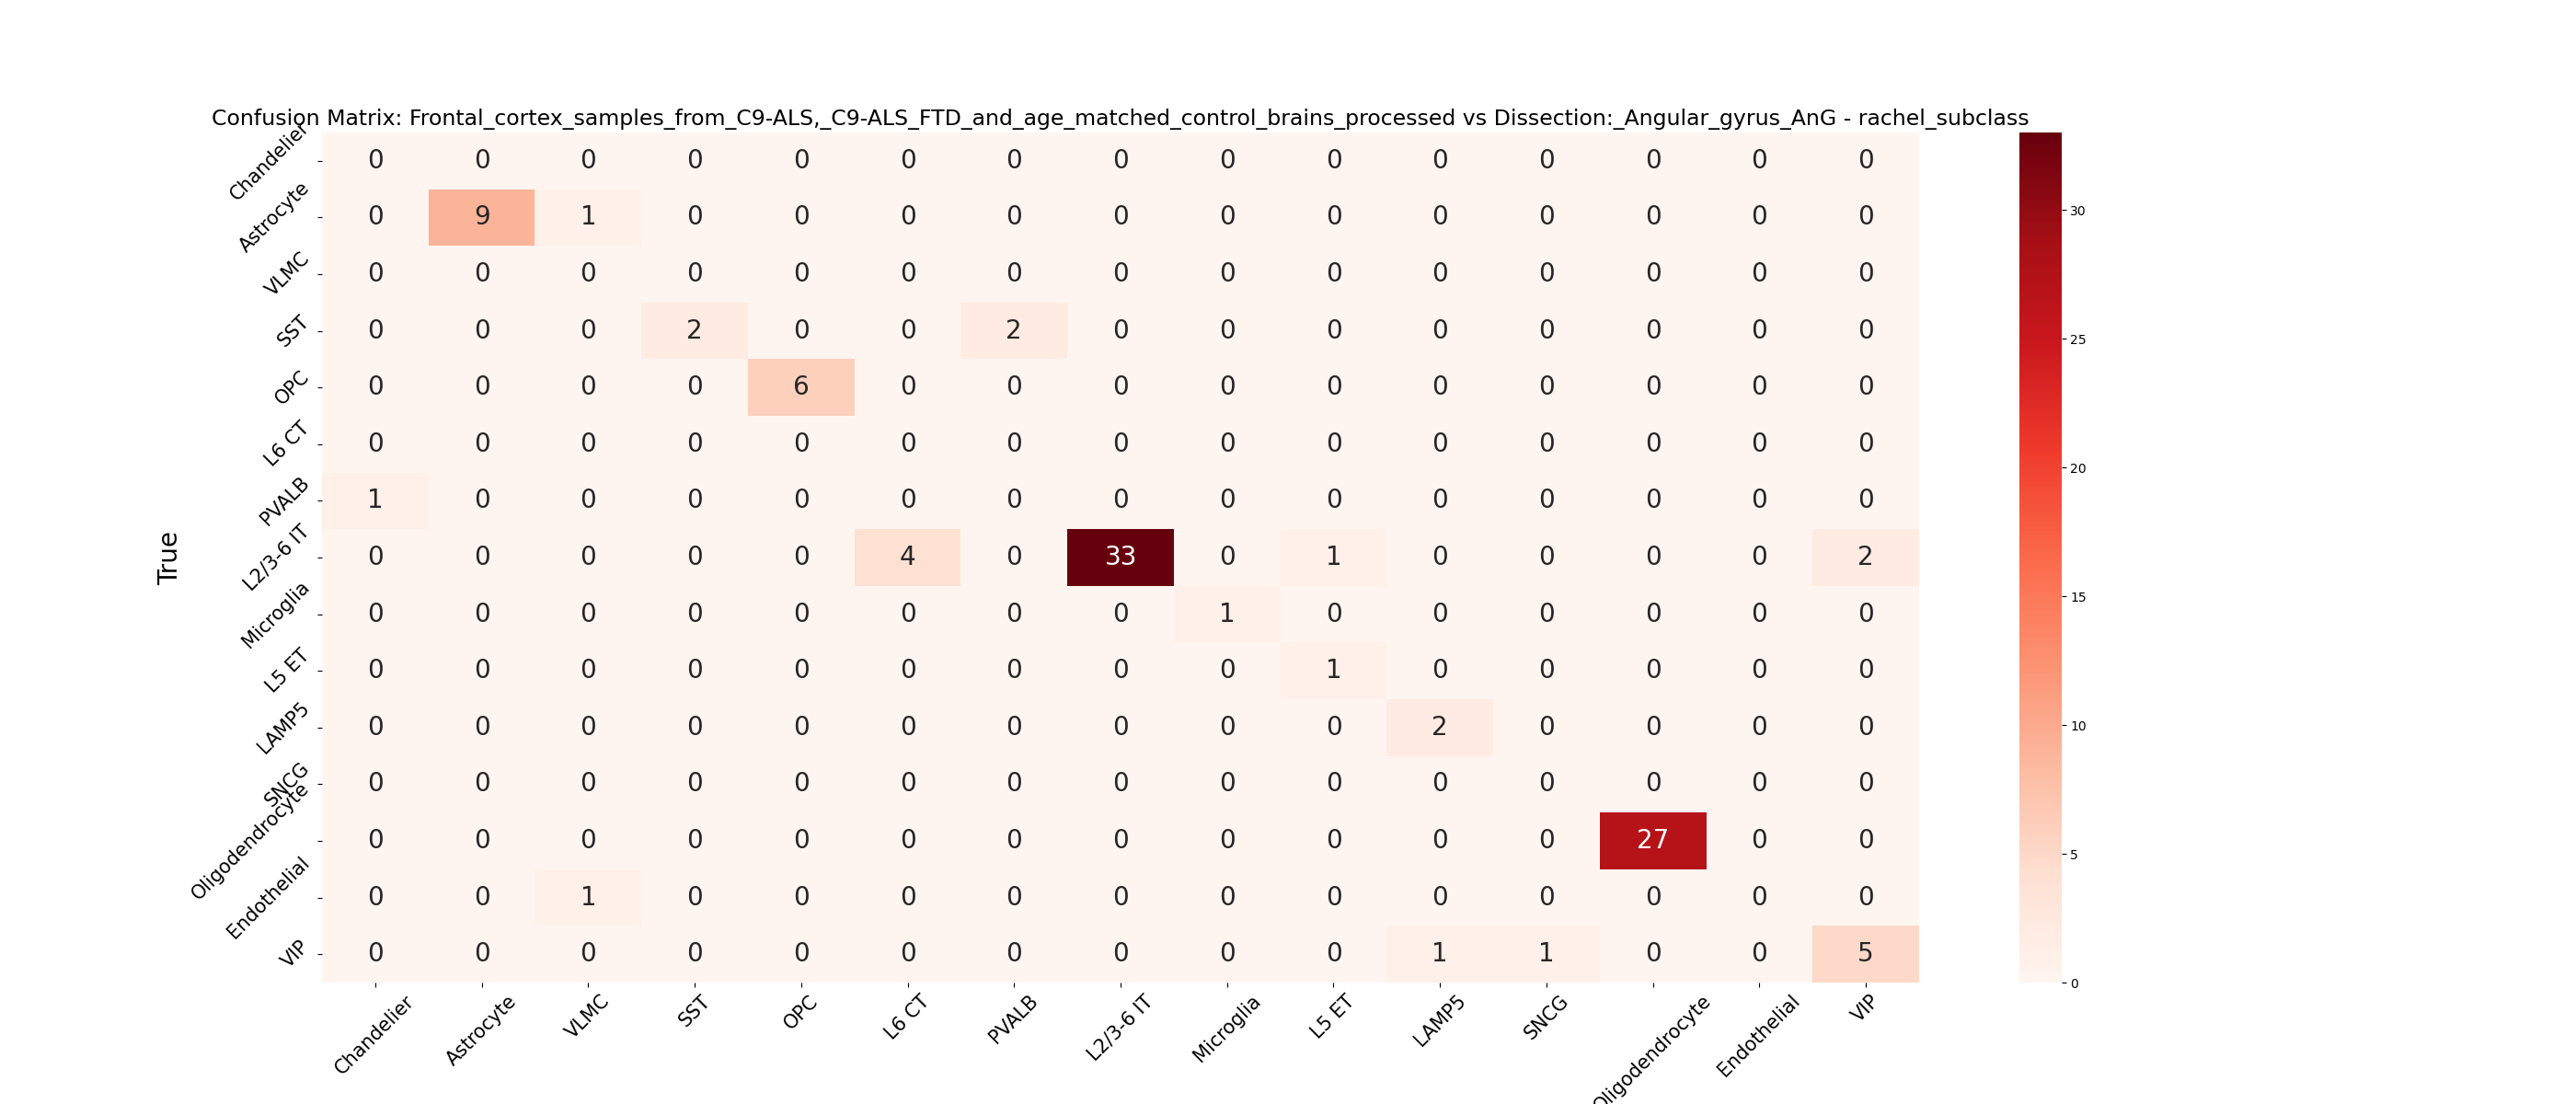 Confusion Matrix: Frontal_cortex_samples_from_C9-ALS,_C9-ALS_FTD_and_age_matched_control_brains_processed vs Dissection:_Angular_gyrus_AnG - rachel_subclass
True
Chandelier 0 0 0 0 0 0 0 0 0 0 0 0 0 0 0
Astrocyte 0 9 1 0 0 0 0 0 0 0 0 0 0 0 0
VLMC 0 0 0 0 0 0 0 0 0 0 0 0 0 0 0
SST 0 0 0 2 0 0 2 0 0 0 0 0 0 0 0
OPC 0 0 0 0 6 0 0 0 0 0 0 0 0 0 0
L6 CT 0 0 0 0 0 0 0 0 0 0 0 0 0 0 0
PVALB 1 0 0 0 0 0 0 0 0 0 0 0 0 0 0
L2/3-6 IT 0 0 0 0 0 4 0 33 0 1 0 0 0 0 2
Microglia 0 0 0 0 0 0 0 0 1 0 0 0 0 0 0
L5 ET 0 0 0 0 0 0 0 0 0 1 0 0 0 0 0
LAMP5 0 0 0 0 0 0 0 0 0 0 2 0 0 0 0
SNCG 0 0 0 0 0 0 0 0 0 0 0 0 0 0 0
Oligodendrocyte 0 0 0 0 0 0 0 0 0 0 0 0 27 0 0
Endothelial 0 0 1 0 0 0 0 0 0 0 0 0 0 0 0
VIP 0 0 0 0 0 0 0 0 0 0 1 1 0 0 5
Chandelier Astrocyte VLMC SST OPC L6 CT PVALB L2/3-6 IT Microglia L5 ET LAMP5 SNCG Oligodendrocyte Endothelial VIP
30
25
20
15
10
5
0